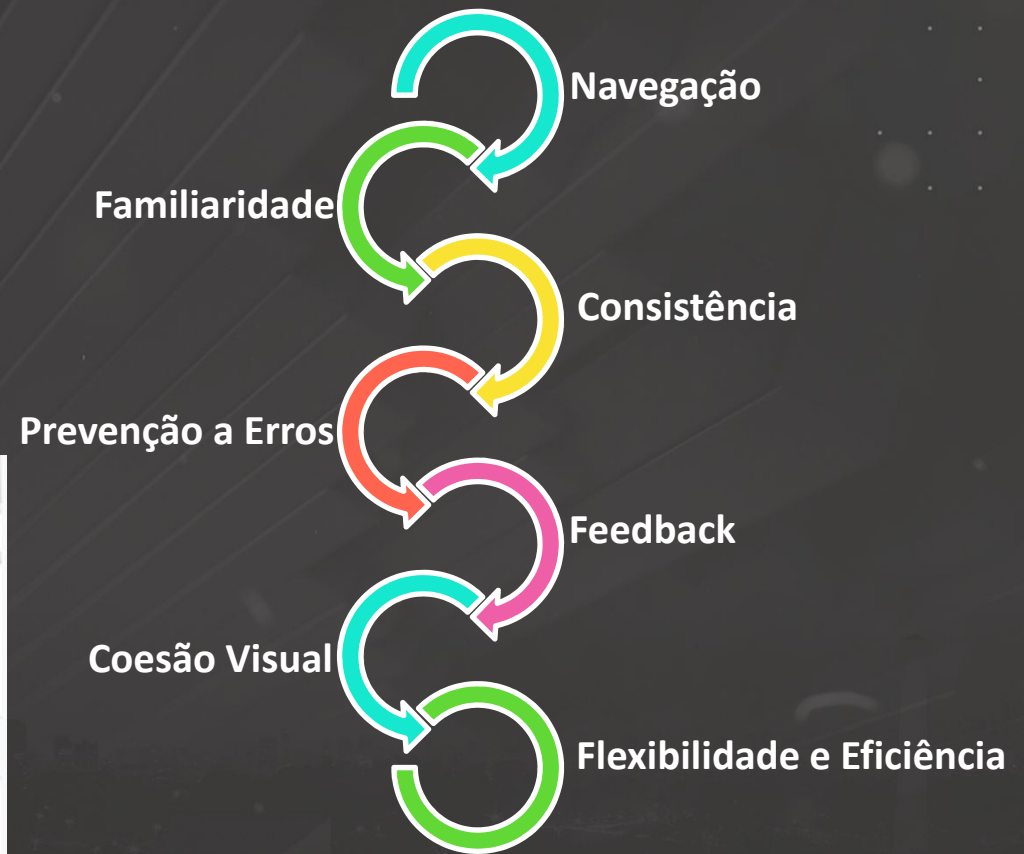 Navegação
Familiaridade
Consistência
Prevenção a Erros
Feedback
Coesão Visual
Flexibilidade e Eficiência